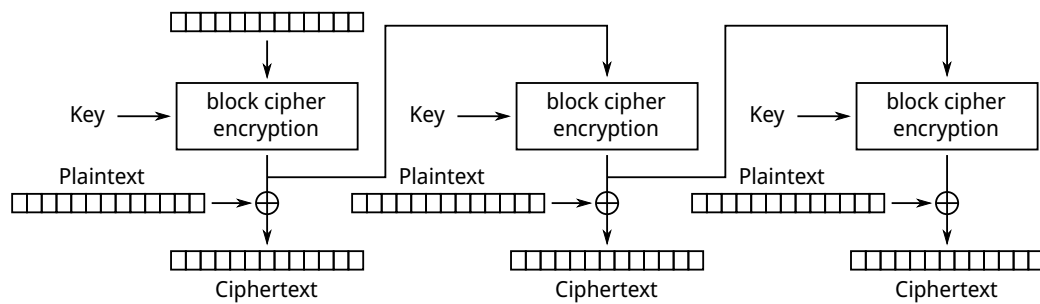 block cipher
encryption
Key
Plaintext
Ciphertext
block cipher
encryption
Key
Plaintext
Ciphertext
block cipher
encryption
Key
Plaintext
Ciphertext